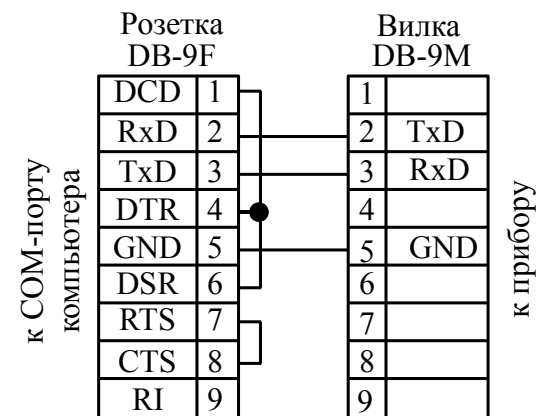 Розетка
DB-9F
Вилка
DB-9M
к COM-порту
компьютера
DCD 1
RxD 2
TxD 3
DTR 4
GND 5
DSR 6
RTS 7
CTS 8
RI 9
1
2 TxD
3 RxD
4
5 GND
6
7
8
9
к прибору